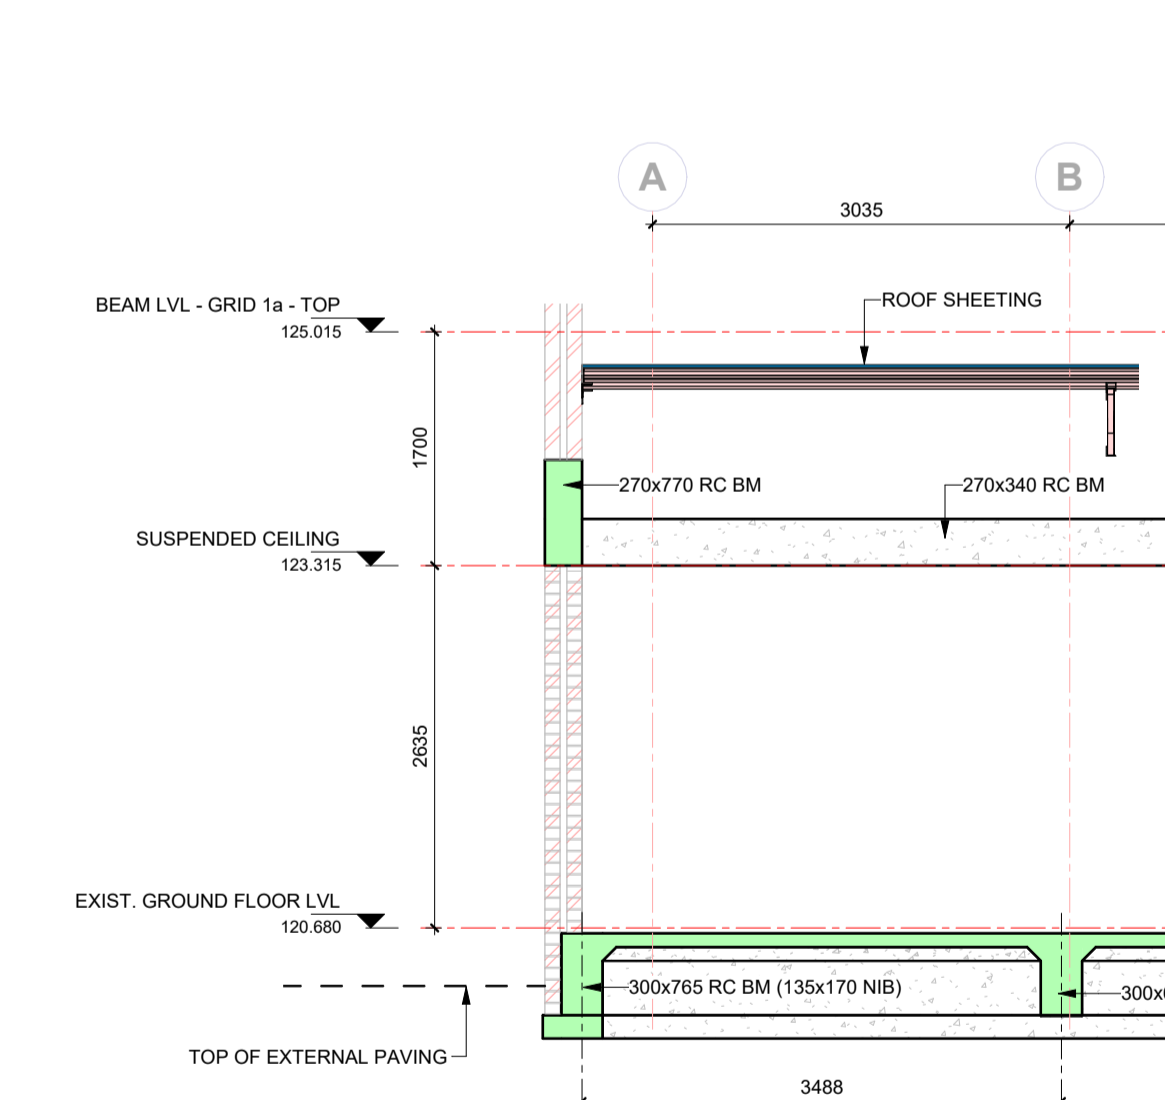 A
B
3035
BEAM LVL - GRID 1a - TOP
125.015
ROOF SHEETING
1700
270x770 RC BM
270x340 RC BM
SUSPENDED CEILING
123.315
2635
EXIST. GROUND FLOOR LVL
120.680
300x765 RC BM (135x170 NIB)
TOP OF EXTERNAL PAVING
3488